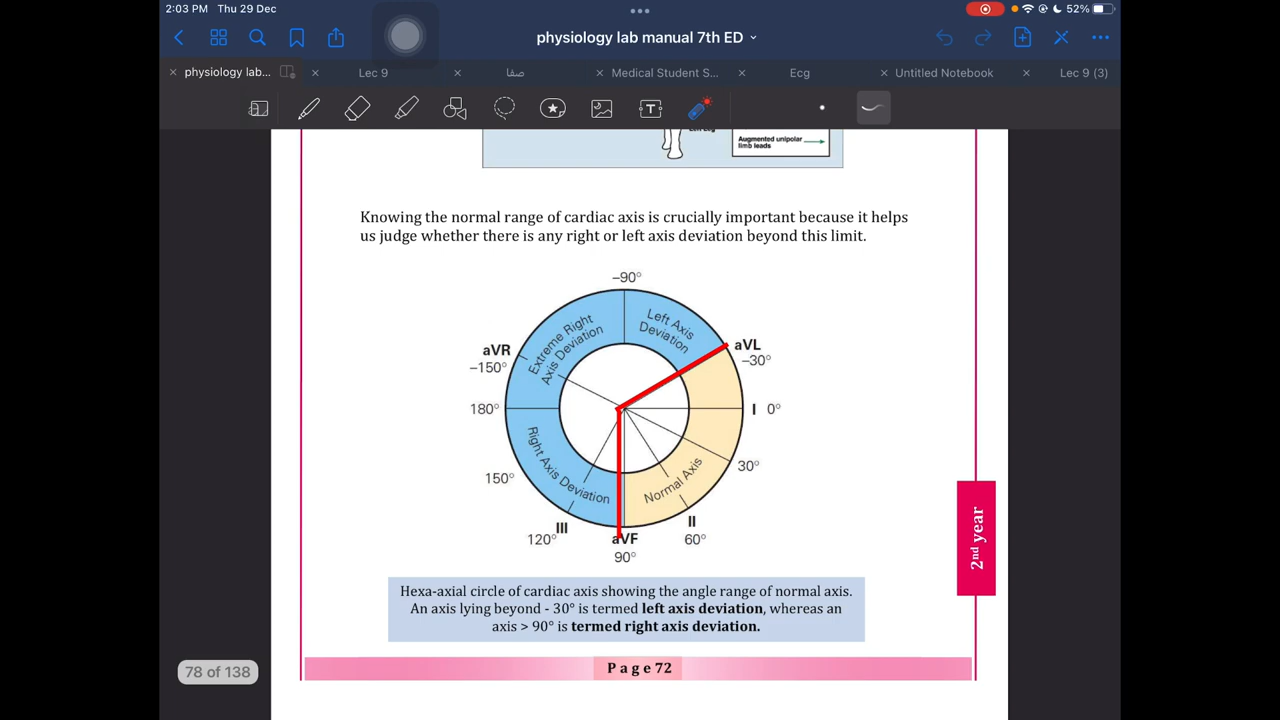 2:03 PM Thu 29 Dec
52%
physiology lab manual 7th ED
physiology lab...
Lec 9
صفا
Medical Student S...
Ecg
Untitled Notebook
Lec 9 (3)
Augmented unipolar
limb leads
Knowing the normal range of cardiac axis is crucially important because it helps
us judge whether there is any right or left axis deviation beyond this limit.
–90°
Extreme Right
Axis Deviation
Left Axis
Deviation
aVR
–150°
aVL
–30°
180°
I 0°
150°
30°
Right Axis Deviation
Normal Axis
III
120°
II
60°
aVF
90°
2nd year
Hexa-axial circle of cardiac axis showing the angle range of normal axis.
An axis lying beyond - 30° is termed left axis deviation, whereas an
axis > 90° is termed right axis deviation.
78 of 138
Page 72